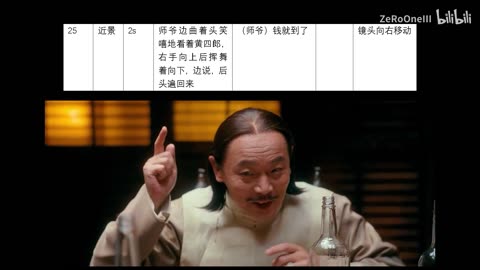 ZeRoOneIII bilibili
25 近景 2s 师爷边曲着头笑 (师爷)钱就到了 镜头向右移动
嘻地看着黄四郎,
右手向上后挥舞
着向下,边说,后
头遍回来